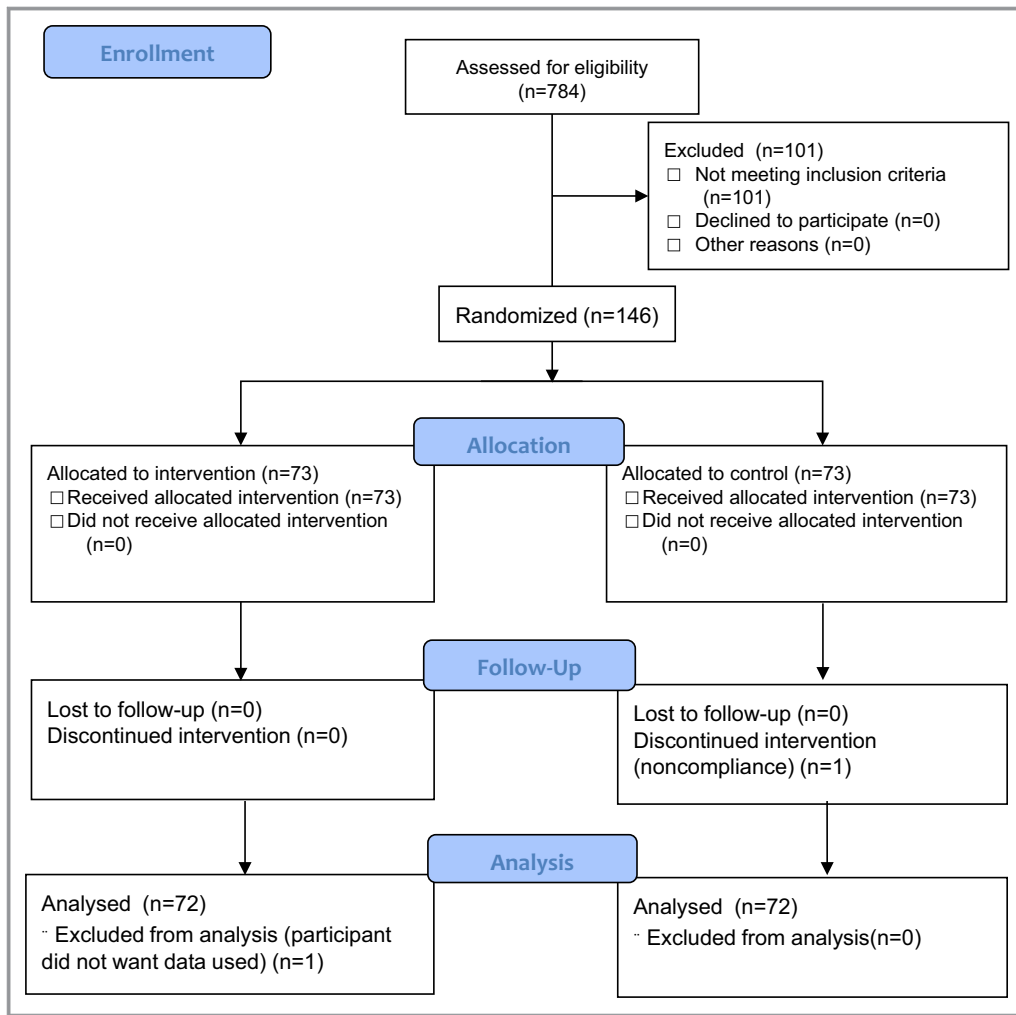 Enrollment
Assessed for eligibility
(n=784)
Excluded (n=101)
□ Not meeting inclusion criteria
(n=101)
□ Declined to participate (n=0)
□ Other reasons (n=0)
Randomized (n=146)
Allocation
Allocated to intervention (n=73)
□ Received allocated intervention (n=73)
□ Did not receive allocated intervention
(n=0)
Allocated to control (n=73)
□ Received allocated intervention (n=73)
□ Did not receive allocated intervention
(n=0)
Follow-Up
Lost to follow-up (n=0)
Discontinued intervention (n=0)
Lost to follow-up (n=0)
Discontinued intervention
(noncompliance) (n=1)
Analysis
Analysed (n=72)
¨ Excluded from analysis (participant
did not want data used) (n=1)
Analysed (n=72)
¨ Excluded from analysis(n=0)